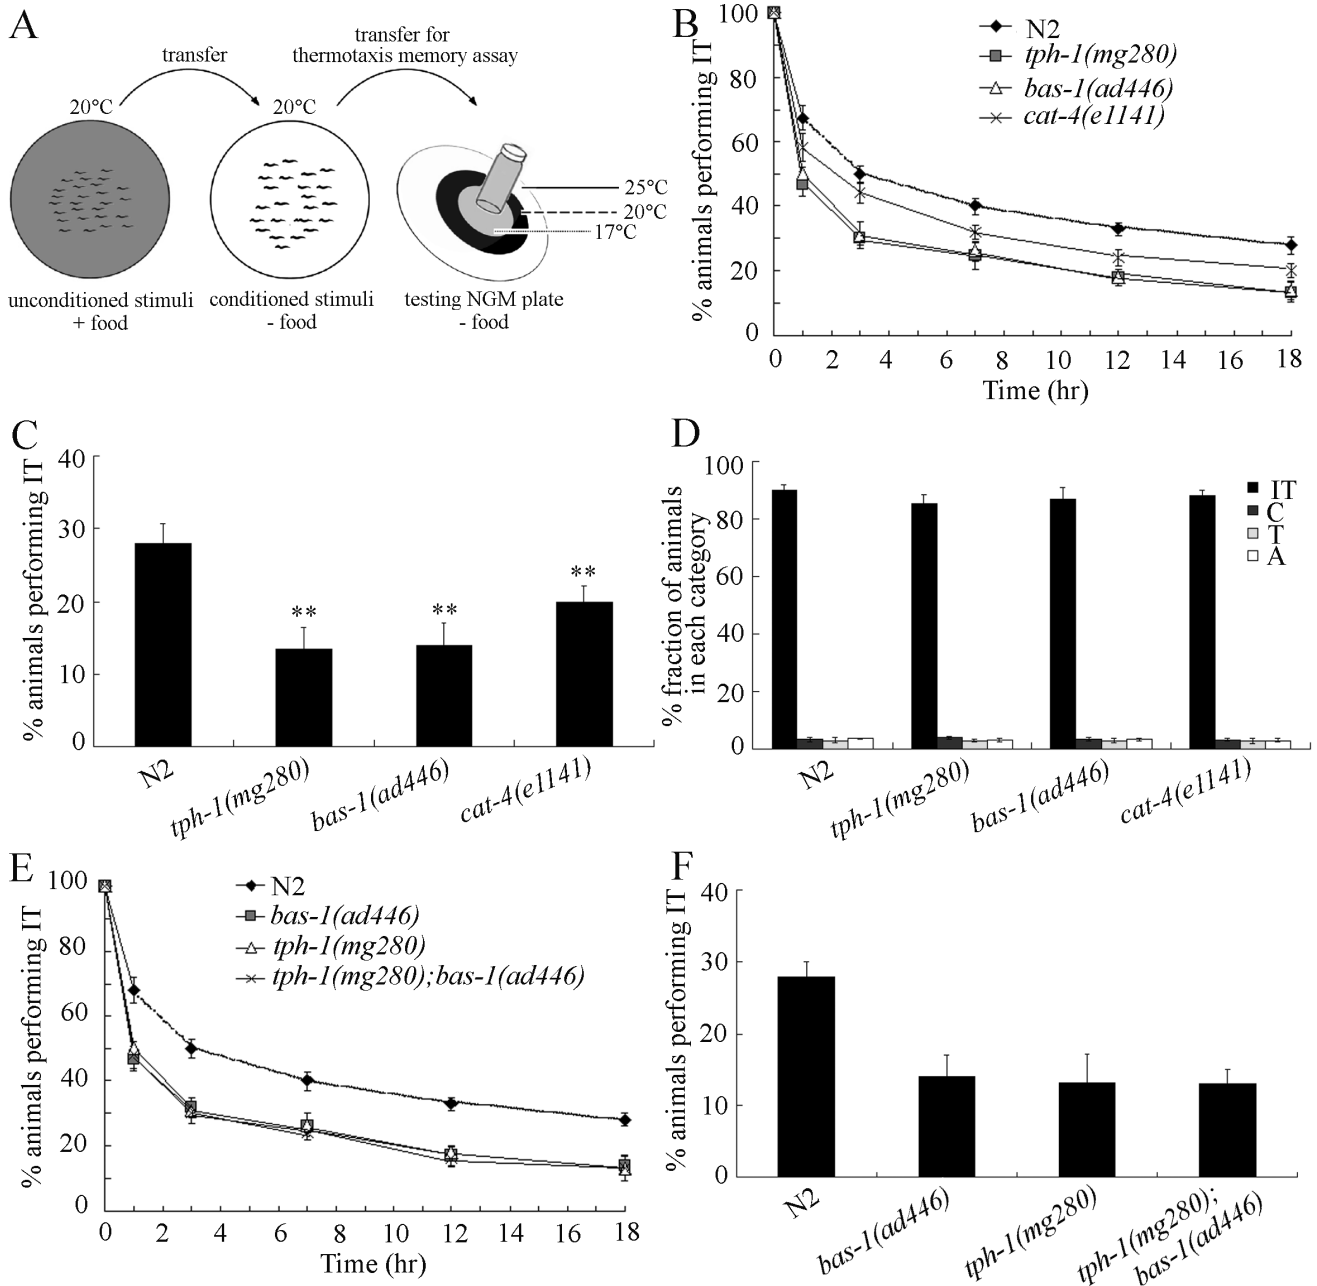 A
transfer
transfer for
thermotaxis memory assay
20°C
20°C
25°C
20°C
17°C
unconditioned stimuli
+ food
conditioned stimuli
- food
testing NGM plate
- food
B
% animals performing IT
100
80
60
40
20
0
0 2 4 6 8 10 12 14 16 18
Time (hr)
N2
tph-1(mg280)
bas-1(ad446)
cat-4(e1141)
C
% animals performing IT
40
30
20
10
0
**
**
**
N2
tph-1(mg280)
bas-1(ad446)
cat-4(e1141)
D
% fraction of animals
in each category
100
80
60
40
20
0
IT
C
T
A
N2
tph-1(mg280)
bas-1(ad446)
cat-4(e1141)
E
% animals performing IT
100
80
60
40
20
0
0 2 4 6 8 10 12 14 16 18
Time (hr)
N2
bas-1(ad446)
tph-1(mg280)
tph-1(mg280);bas-1(ad446)
F
% animals performing IT
40
30
20
10
0
N2
bas-1(ad446)
tph-1(mg280)
tph-1(mg280);
bas-1(ad446)